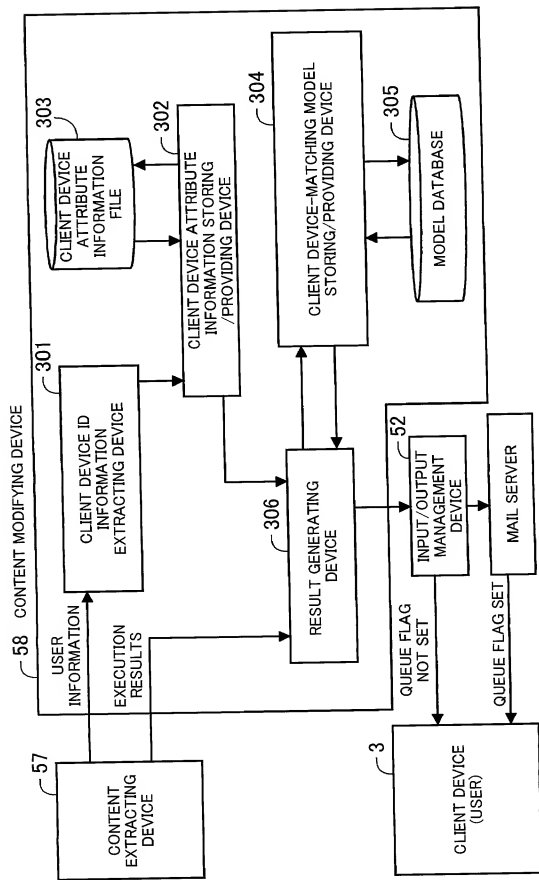 58 CONTENT MODIFYING DEVICE
57
CONTENT
EXTRACTING
DEVICE
USER
INFORMATION
EXECUTION
RESULTS
301
CLIENT DEVICE ID
INFORMATION
EXTRACTING DEVICE
303
CLIENT DEVICE
ATTRIBUTE
INFORMATION
FILE
302
CLIENT DEVICE ATTRIBUTE
INFORMATION STORING
/PROVIDING DEVICE
306
RESULT GENERATING
DEVICE
304
CLIENT DEVICE-MATCHING MODEL
STORING/PROVIDING DEVICE
305
MODEL DATABASE
52
INPUT/OUTPUT
MANAGEMENT
DEVICE
MAIL SERVER
QUEUE FLAG
NOT SET
QUEUE FLAG SET
3
CLIENT DEVICE
(USER)